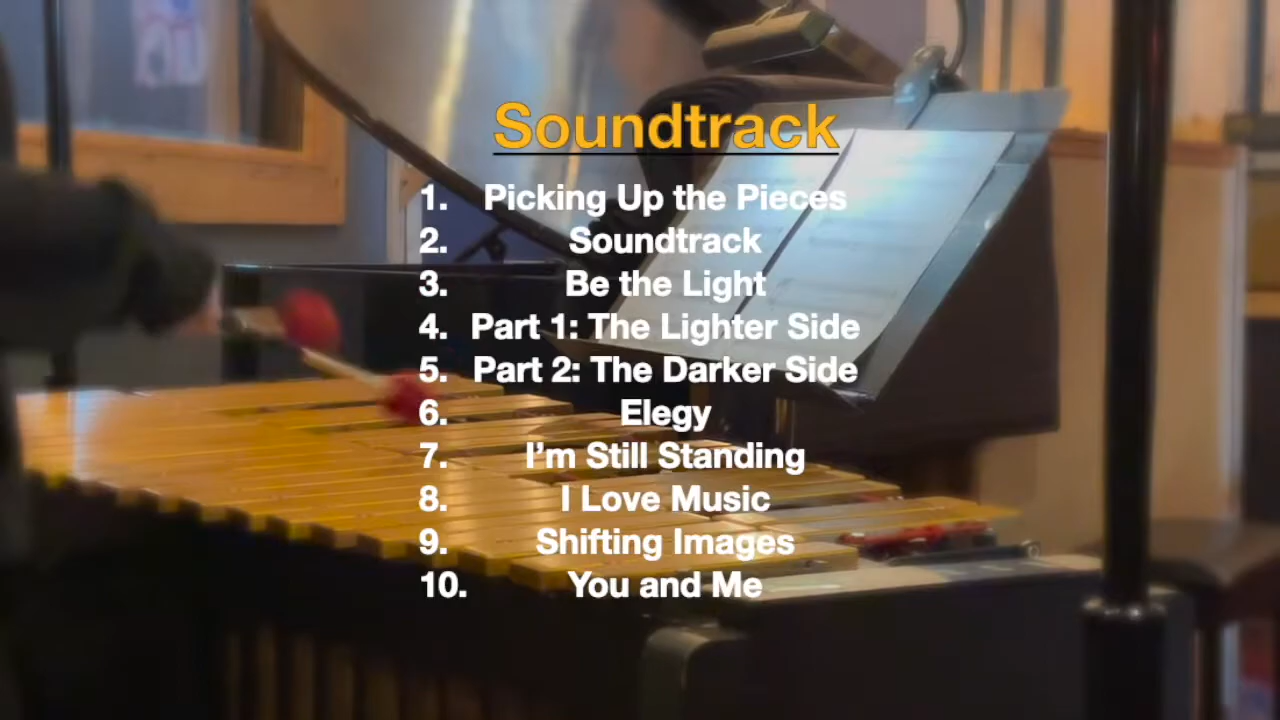 Soundtrack
1. Picking Up the Pieces
2. Soundtrack
3. Be the Light
4. Part 1: The Lighter Side
5. Part 2: The Darker Side
6. Elegy
7. I’m Still Standing
8. I Love Music
9. Shifting Images
10. You and Me